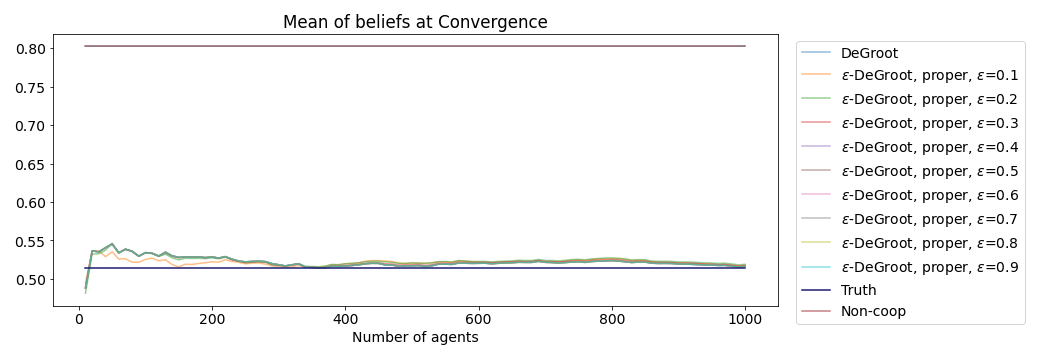 Mean of beliefs at Convergence
0.80
0.75
0.70
0.65
0.60
0.55
0.50
0
200
400
600
800
1000
Number of agents
DeGroot
ε-DeGroot, proper, ε=0.1
ε-DeGroot, proper, ε=0.2
ε-DeGroot, proper, ε=0.3
ε-DeGroot, proper, ε=0.4
ε-DeGroot, proper, ε=0.5
ε-DeGroot, proper, ε=0.6
ε-DeGroot, proper, ε=0.7
ε-DeGroot, proper, ε=0.8
ε-DeGroot, proper, ε=0.9
Truth
Non-coop